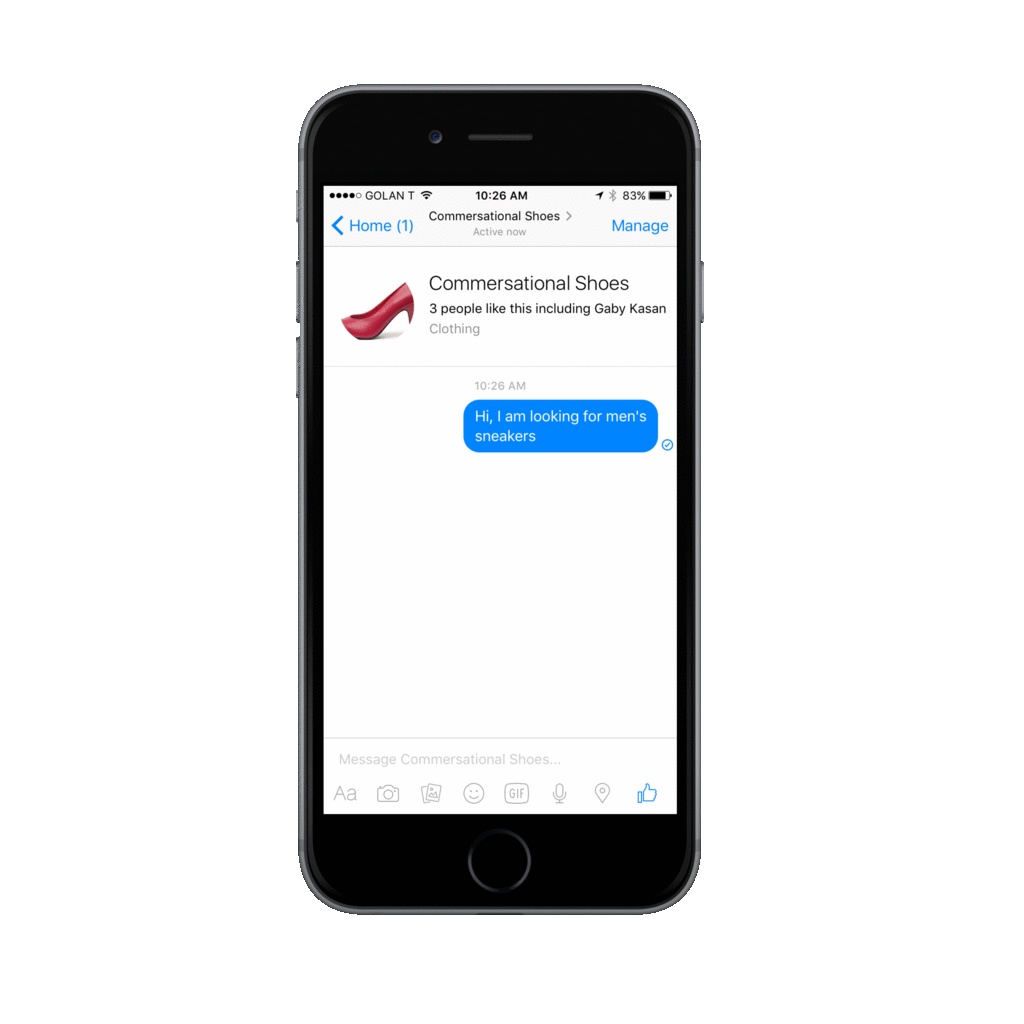 GOLAN T 10:26 AM 83%
Home (1) Commersational Shoes Manage
Active now
Commersational Shoes
3 people like this including Gaby Kasan
Clothing
10:26 AM
Hi, I am looking for men's
sneakers
Message Commersational Shoes...
Aa GIF